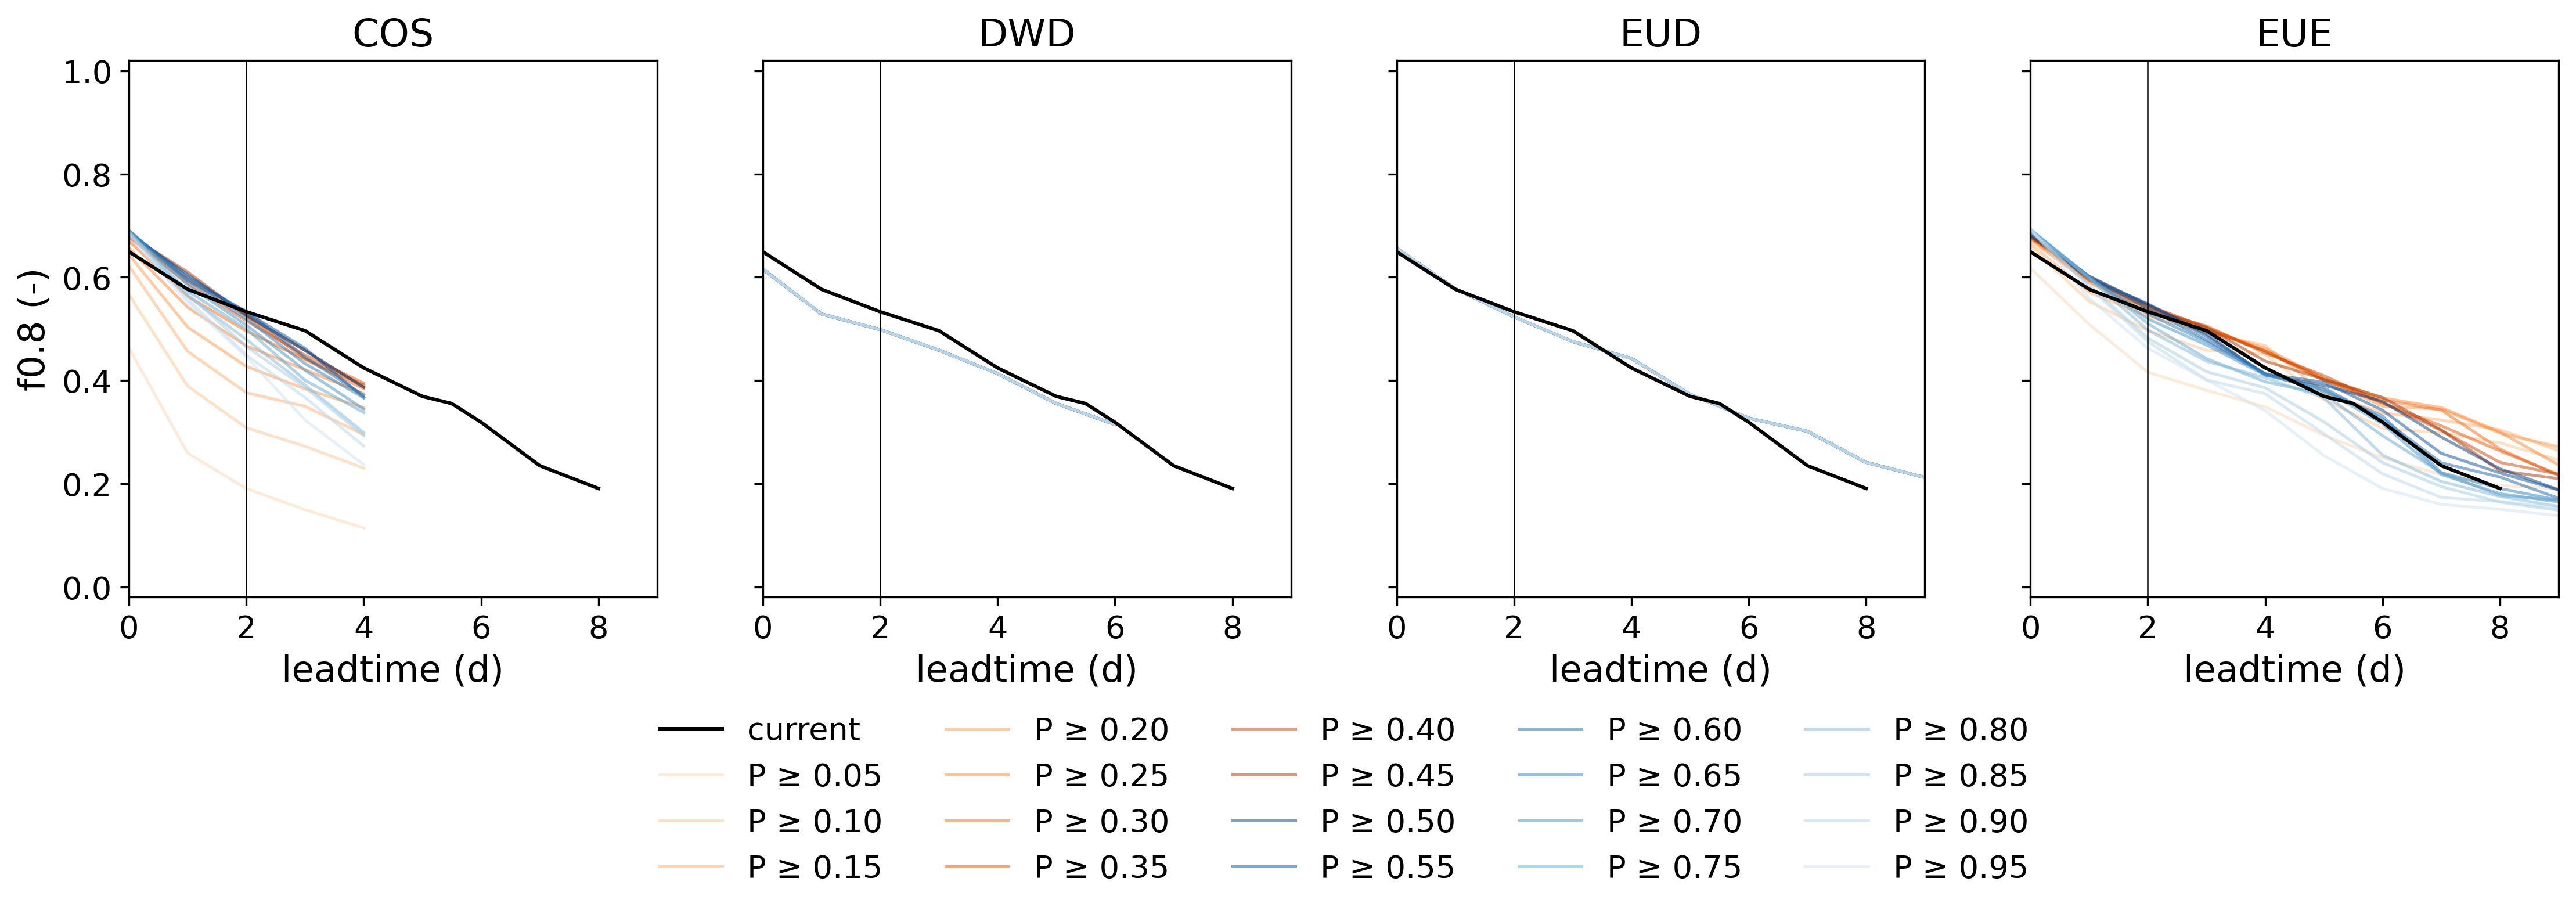 COS DWD EUD EUE
1.0
0.8
0.6
0.4
0.2
0.0
f0.8 (-)
0 2 4 6 8 0 2 4 6 8 0 2 4 6 8 0 2 4 6 8
leadtime (d) leadtime (d) leadtime (d) leadtime (d)
current P ≥ 0.20 P ≥ 0.40 P ≥ 0.60 P ≥ 0.80
P ≥ 0.05 P ≥ 0.25 P ≥ 0.45 P ≥ 0.65 P ≥ 0.85
P ≥ 0.10 P ≥ 0.30 P ≥ 0.50 P ≥ 0.70 P ≥ 0.90
P ≥ 0.15 P ≥ 0.35 P ≥ 0.55 P ≥ 0.75 P ≥ 0.95